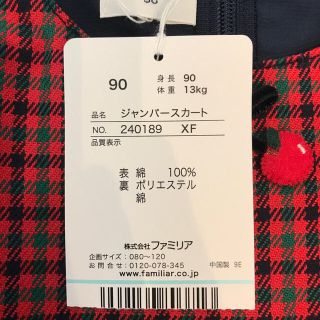 90
身長 90
体重 13kg
品名 ジャンパースカート
NO. 240189 XF
品質表示
表 綿 100%
裏 ポリエステル
綿
株式会社ファミリア
企画サイズ:080〜120
お問合せ:0120-078-345
www.familiar.co.jp
中国製 9E